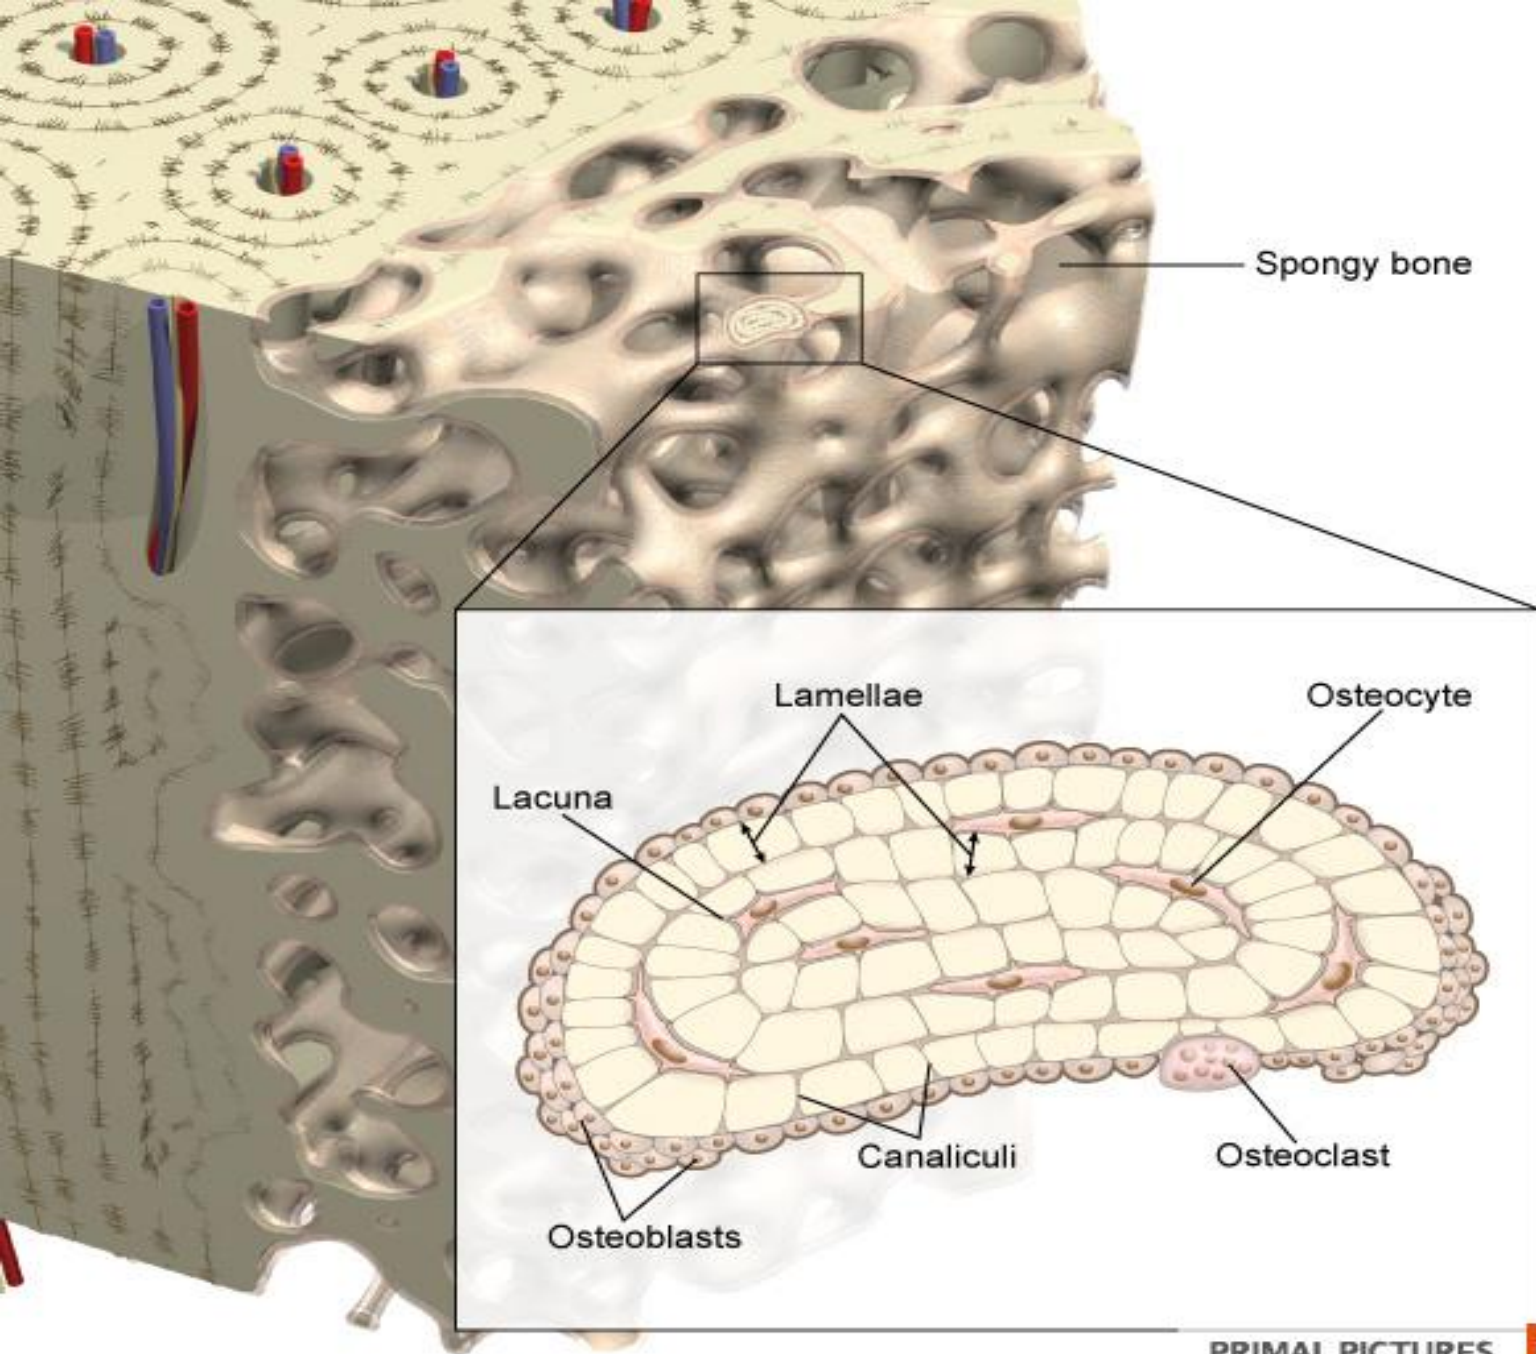 Spongy bone
Lamellae
Osteocyte
Lacuna
Canaliculi
Osteoclast
Osteoblasts
PRIMAL PICTURES